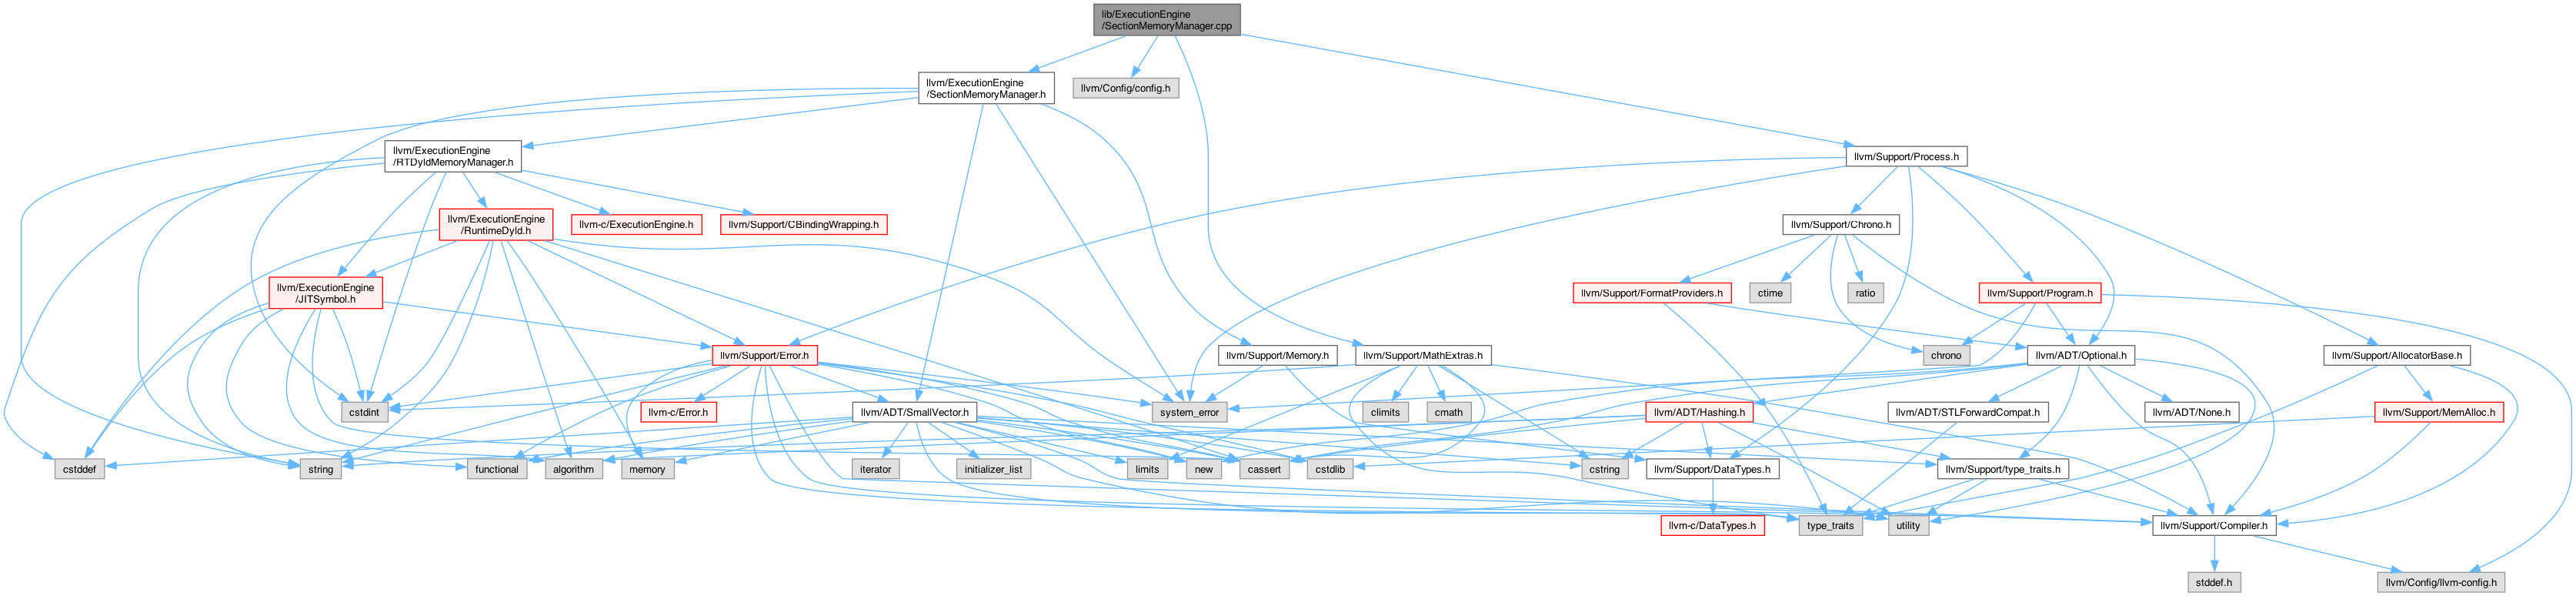 lib/ExecutionEngine
/SectionMemoryManager.cpp
llvm/ExecutionEngine
/SectionMemoryManager.h
llvm/Config/config.h
llvm/ExecutionEngine
/RTDyldMemoryManager.h
llvm/Support/Process.h
llvm/ExecutionEngine
/RuntimeDyld.h
llvm-c/ExecutionEngine.h
llvm/Support/CBindingWrapping.h
llvm/Support/Chrono.h
llvm/ExecutionEngine
/JITSymbol.h
llvm/Support/FormatProviders.h
ctime
ratio
llvm/Support/Program.h
llvm/Support/Error.h
llvm/Support/Memory.h
llvm/Support/MathExtras.h
chrono
llvm/ADT/Optional.h
llvm/Support/AllocatorBase.h
cstdint
llvm-c/Error.h
llvm/ADT/SmallVector.h
system_error
climits
cmath
llvm/ADT/Hashing.h
llvm/ADT/STLForwardCompat.h
llvm/ADT/None.h
llvm/Support/MemAlloc.h
cstddef
string
functional
algorithm
memory
iterator
initializer_list
limits
new
cassert
cstdlib
cstring
llvm/Support/DataTypes.h
llvm/Support/type_traits.h
llvm-c/DataTypes.h
type_traits
utility
llvm/Support/Compiler.h
stddef.h
llvm/Config/llvm-config.h